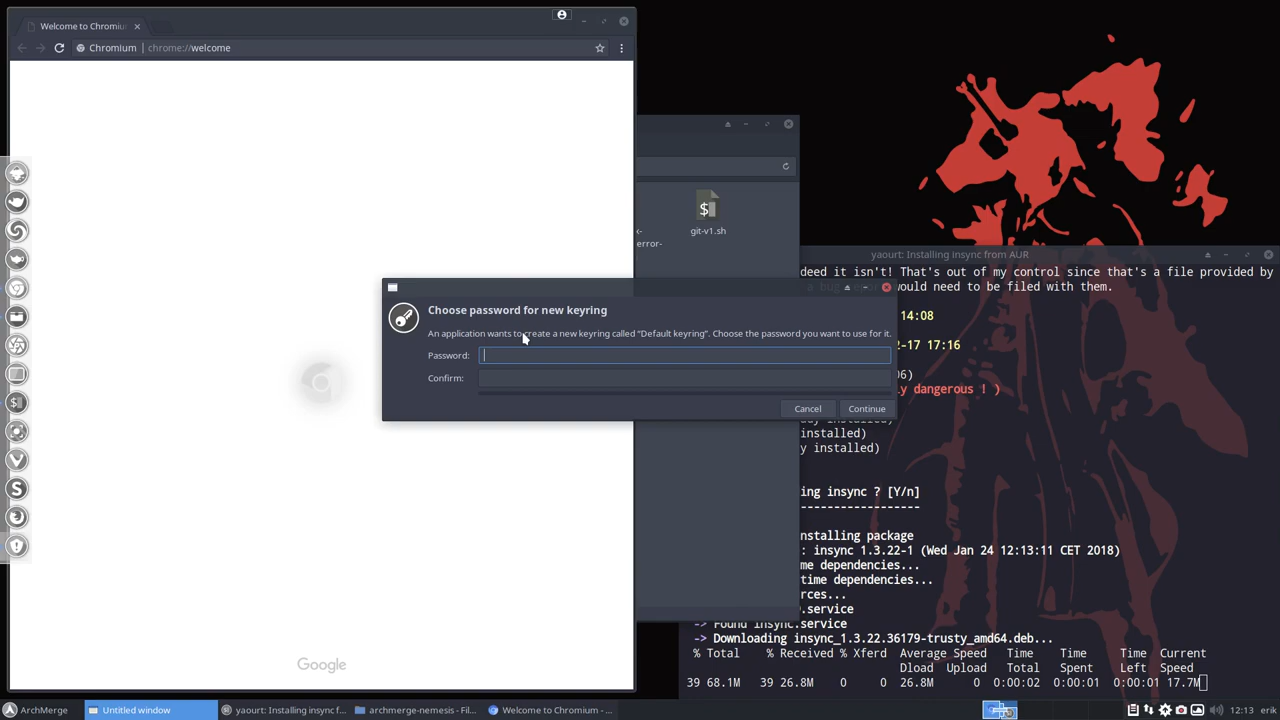 Welcome to Chromiu
Chromium | chrome://welcome
Google
git-v1.sh
error-
Choose password for new keyring
An application wants to create a new keyring called “Default keyring”. Choose the password you want to use for it.
Password:
Confirm:
Cancel
Continue
yaourt: Installing insync from AUR
deed it isn't! That's out of my control since that's a file provided by
would need to be filed with them.
14:08
-17 17:16
06)
y dangerous ! )
installed)
y installed)
ing insync ? [Y/n]
--------------------
nstalling package
: insync 1.3.22-1 (Wed Jan 24 12:13:11 CET 2018)
me dependencies...
time dependencies...
rces...
.service
-> Found insync.service
-> Downloading insync_1.3.22.36179-trusty_amd64.deb...
% Total % Received % Xferd Average Speed Time Time Time Current
Dload Upload Total Spent Left Speed
39 68.1M 39 26.8M 0 0 26.8M 0 0:00:02 0:00:01 0:00:01 17.7M
ArchMerge
Untitled window
yaourt: Installing insync f...
archmerge-nemesis - Fil...
Welcome to Chromium - ...
12:13 erik